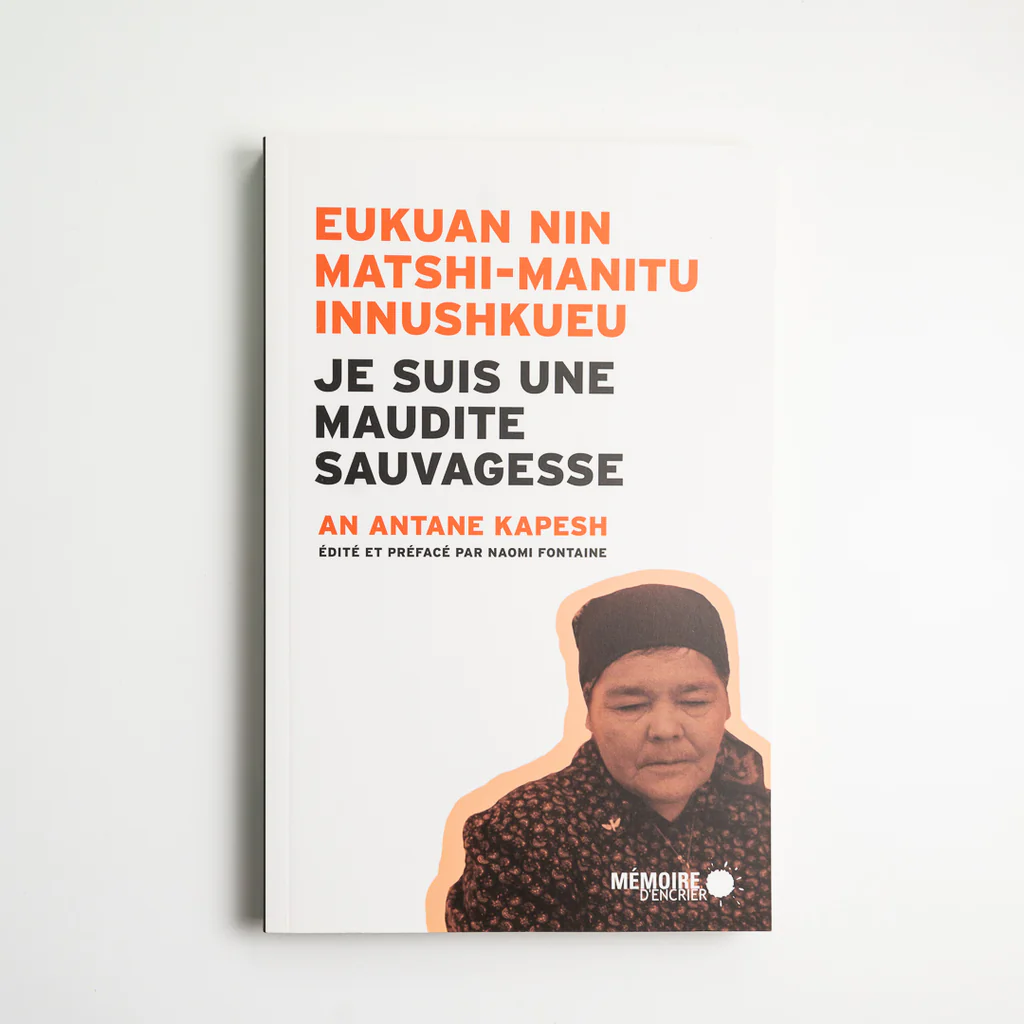 EUKUAN NIN
MATSHI-MANITU
INNUSHKUEU
JE SUIS UNE
MAUDITE
SAUVAGESSE
AN ANTANE KAPESH
ÉDITÉ ET PRÉFACÉ PAR NAOMI FONTAINE
MÉMOIRE
D'ENCRIER